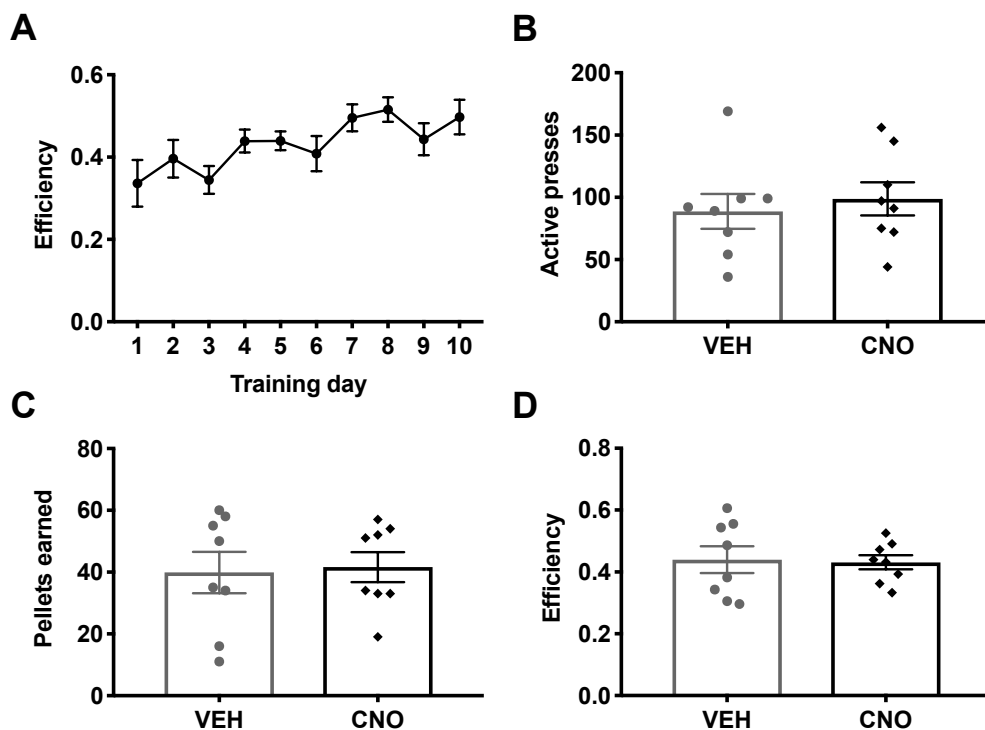 A
Efficiency
0.6
0.4
0.2
0.0
1 2 3 4 5 6 7 8 9 10
Training day
B
Active presses
200
150
100
50
0
VEH CNO
C
Pellets earned
80
60
40
20
0
VEH CNO
D
Efficiency
0.8
0.6
0.4
0.2
0.0
VEH CNO